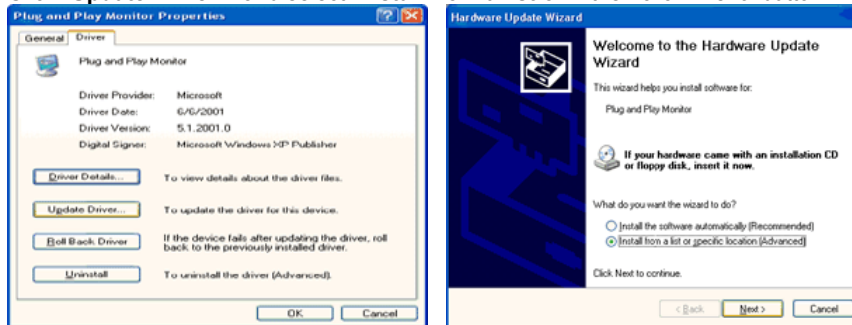 Plug and Play Monitor Properties
General
Driver
Plug and Play Monitor
Driver Provider: Microsoft
Driver Date: 6/6/2001
Driver Version: 5.1.2001.0
Digital Signer: Microsoft Windows XP Publisher
Driver Details... To view details about the driver files.
Update Driver... To update the driver for this device.
Roll Back Driver If the device fails after updating the driver, roll
back to the previously installed driver.
Uninstall To uninstall the driver (Advanced).
OK Cancel
Hardware Update Wizard
Welcome to the Hardware Update
Wizard
This wizard helps you install software for:
Plug and Play Monitor
If your hardware came with an installation CD
or floppy disk, insert it now.
What do you want the wizard to do?
Install the software automatically (Recommended)
Install from a list or specific location (Advanced)
Click Next to continue.
< Back Next > Cancel